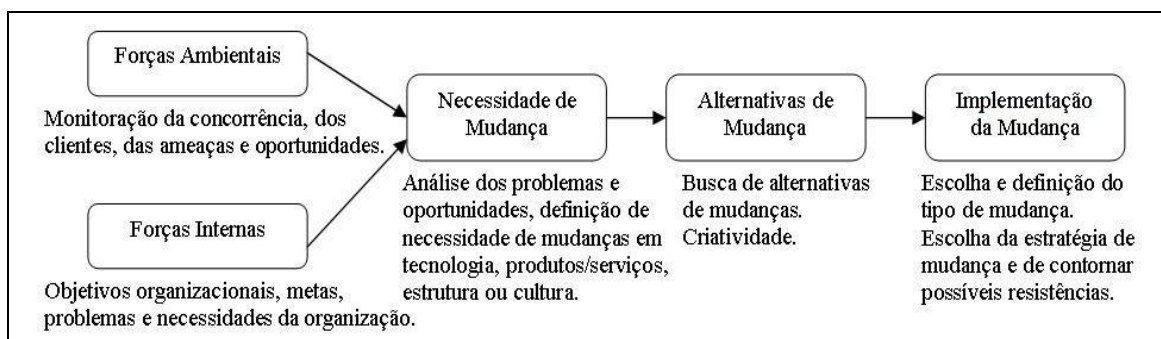 Forças Ambientais
Monitoração da concorrência, dos
clientes, das ameaças e oportunidades.
Forças Internas
Objetivos organizacionais, metas,
problemas e necessidades da organização.
Necessidade de
Mudança
Análise dos problemas e
oportunidades, definição de
necessidade de mudanças em
tecnologia, produtos/serviços,
estrutura ou cultura.
Alternativas de
Mudança
Busca de alternativas
de mudanças.
Criatividade.
Implementação
da Mudança
Escolha e definição do
tipo de mudança.
Escolha da estratégia de
mudança e de contornar
possíveis resistências.